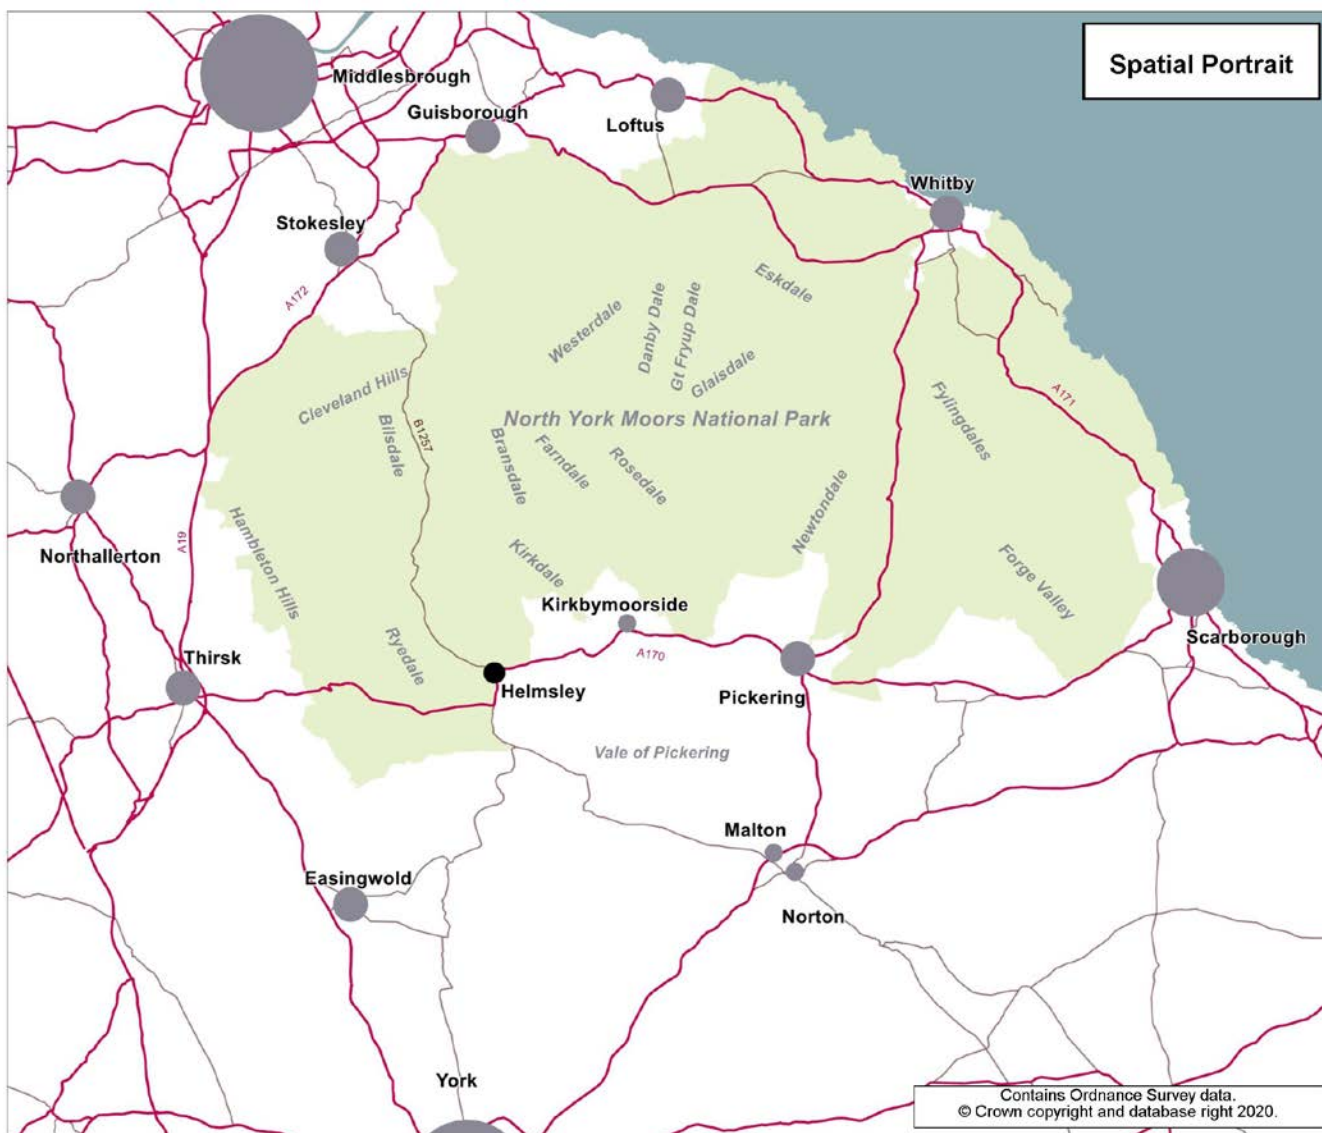 Spatial Portrait
Middlesbrough
Guisborough
Loftus
Whitby
Stokesley
Eskdale
A172
Westerdale
Danby Dale
Gt Fryup Dale
Glaisdale
Cleveland Hills
A171
Fylingdales
North York Moors National Park
Bilsdale
B1257
Bransdale
Farndale
Rosedale
Newtondale
Northallerton
A19
Hambleton Hills
Kirkdale
Forge Valley
Kirkbymoorside
Scarborough
Thirsk
Ryedale
A170
Helmsley
Pickering
Vale of Pickering
Malton
Easingwold
Norton
York
Contains Ordnance Survey data.
© Crown copyright and database right 2020.